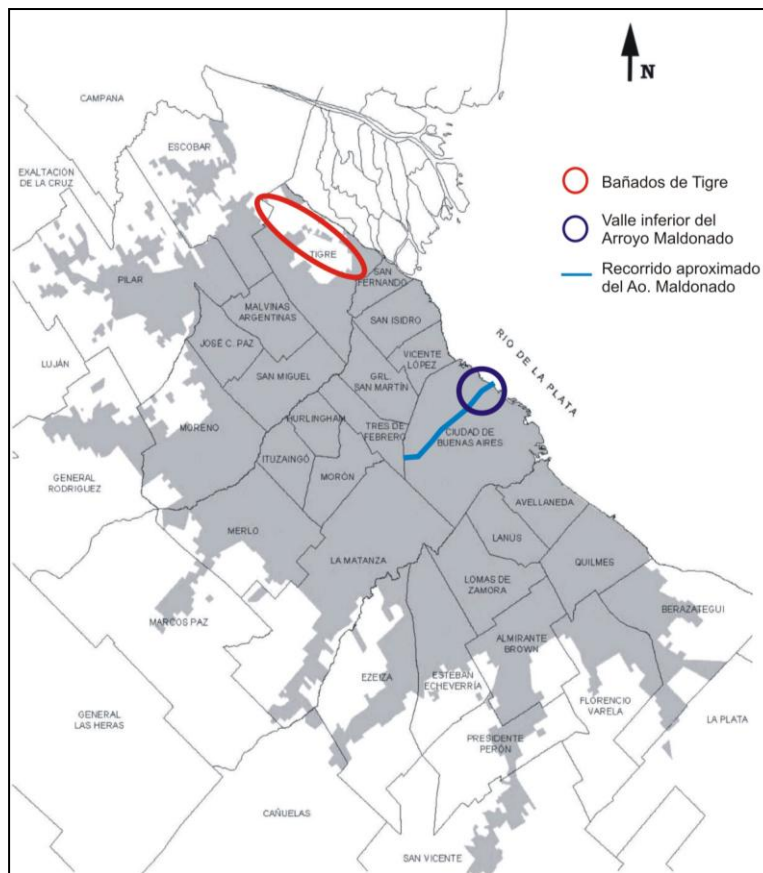 CAMPANA
N
ESCOBAR
EXALTACIÓN
DE LA CRUZ
Bañados de Tigre
Valle inferior del
Arroyo Maldonado
Recorrido aproximado
del Ao. Maldonado
TIGRE
SAN
FERNANDO
PILAR
MALVINAS
ARGENTINAS
SAN ISIDRO
JOSÉ C. PAZ
VICENTE
LÓPEZ
RIO DE LA PLATA
LUJÁN
SAN MIGUEL
GRL.
SAN MARTÍN
MORENO
HURLINGHAM
TRES DE
FEBRERO
CIUDAD DE
BUENOS AIRES
ITUZAINGÓ
GENERAL
RODRIGUEZ
MORÓN
AVELLANEDA
MERLO
LANÚS
LA MATANZA
QUILMES
LOMAS DE
ZAMORA
BERAZATEGUI
MARCOS PAZ
ALMIRANTE
BROWN
EZEIZA
ESTEBAN
ECHEVERRÍA
FLORENCIO
VARELA
GENERAL
LAS HERAS
LA PLATA
PRESIDENTE
PERÓN
CAÑUELAS
SAN VICENTE